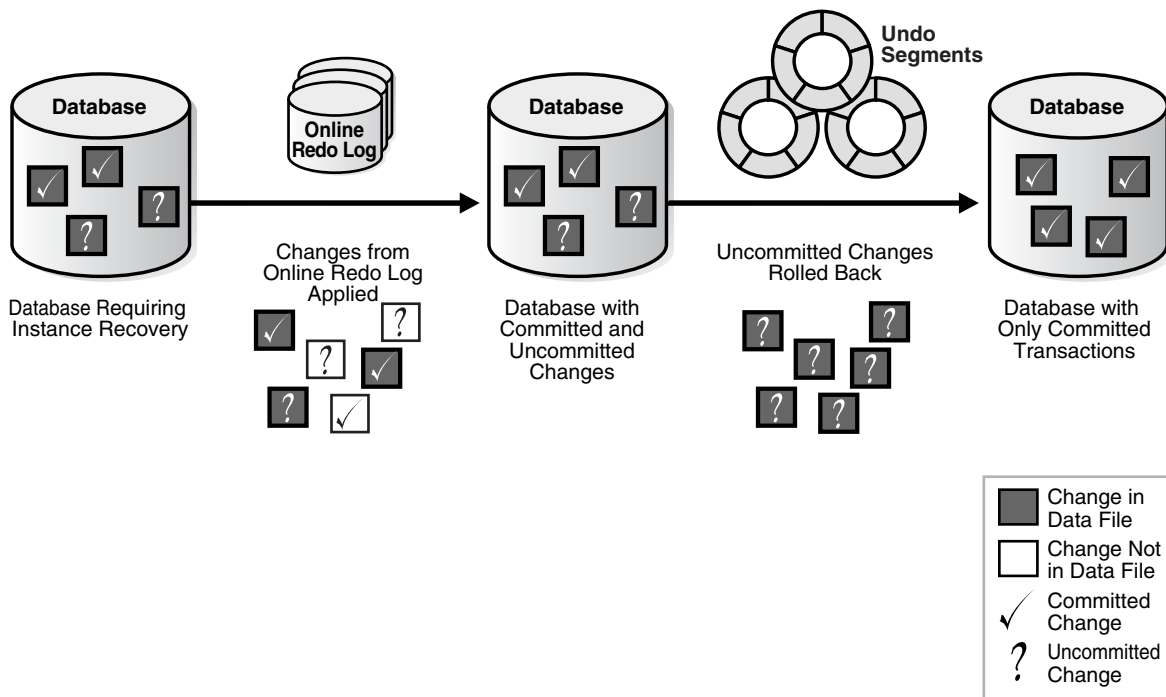 Undo
Segments
Database
Online
Redo Log
Database
Database
Changes from
Online Redo Log
Applied
Uncommitted Changes
Rolled Back
Database Requiring
Instance Recovery
Database with
Committed and
Uncommitted
Changes
Database with
Only Committed
Transactions
Change in
Data File
Change Not
in Data File
Committed
Change
Uncommitted
Change